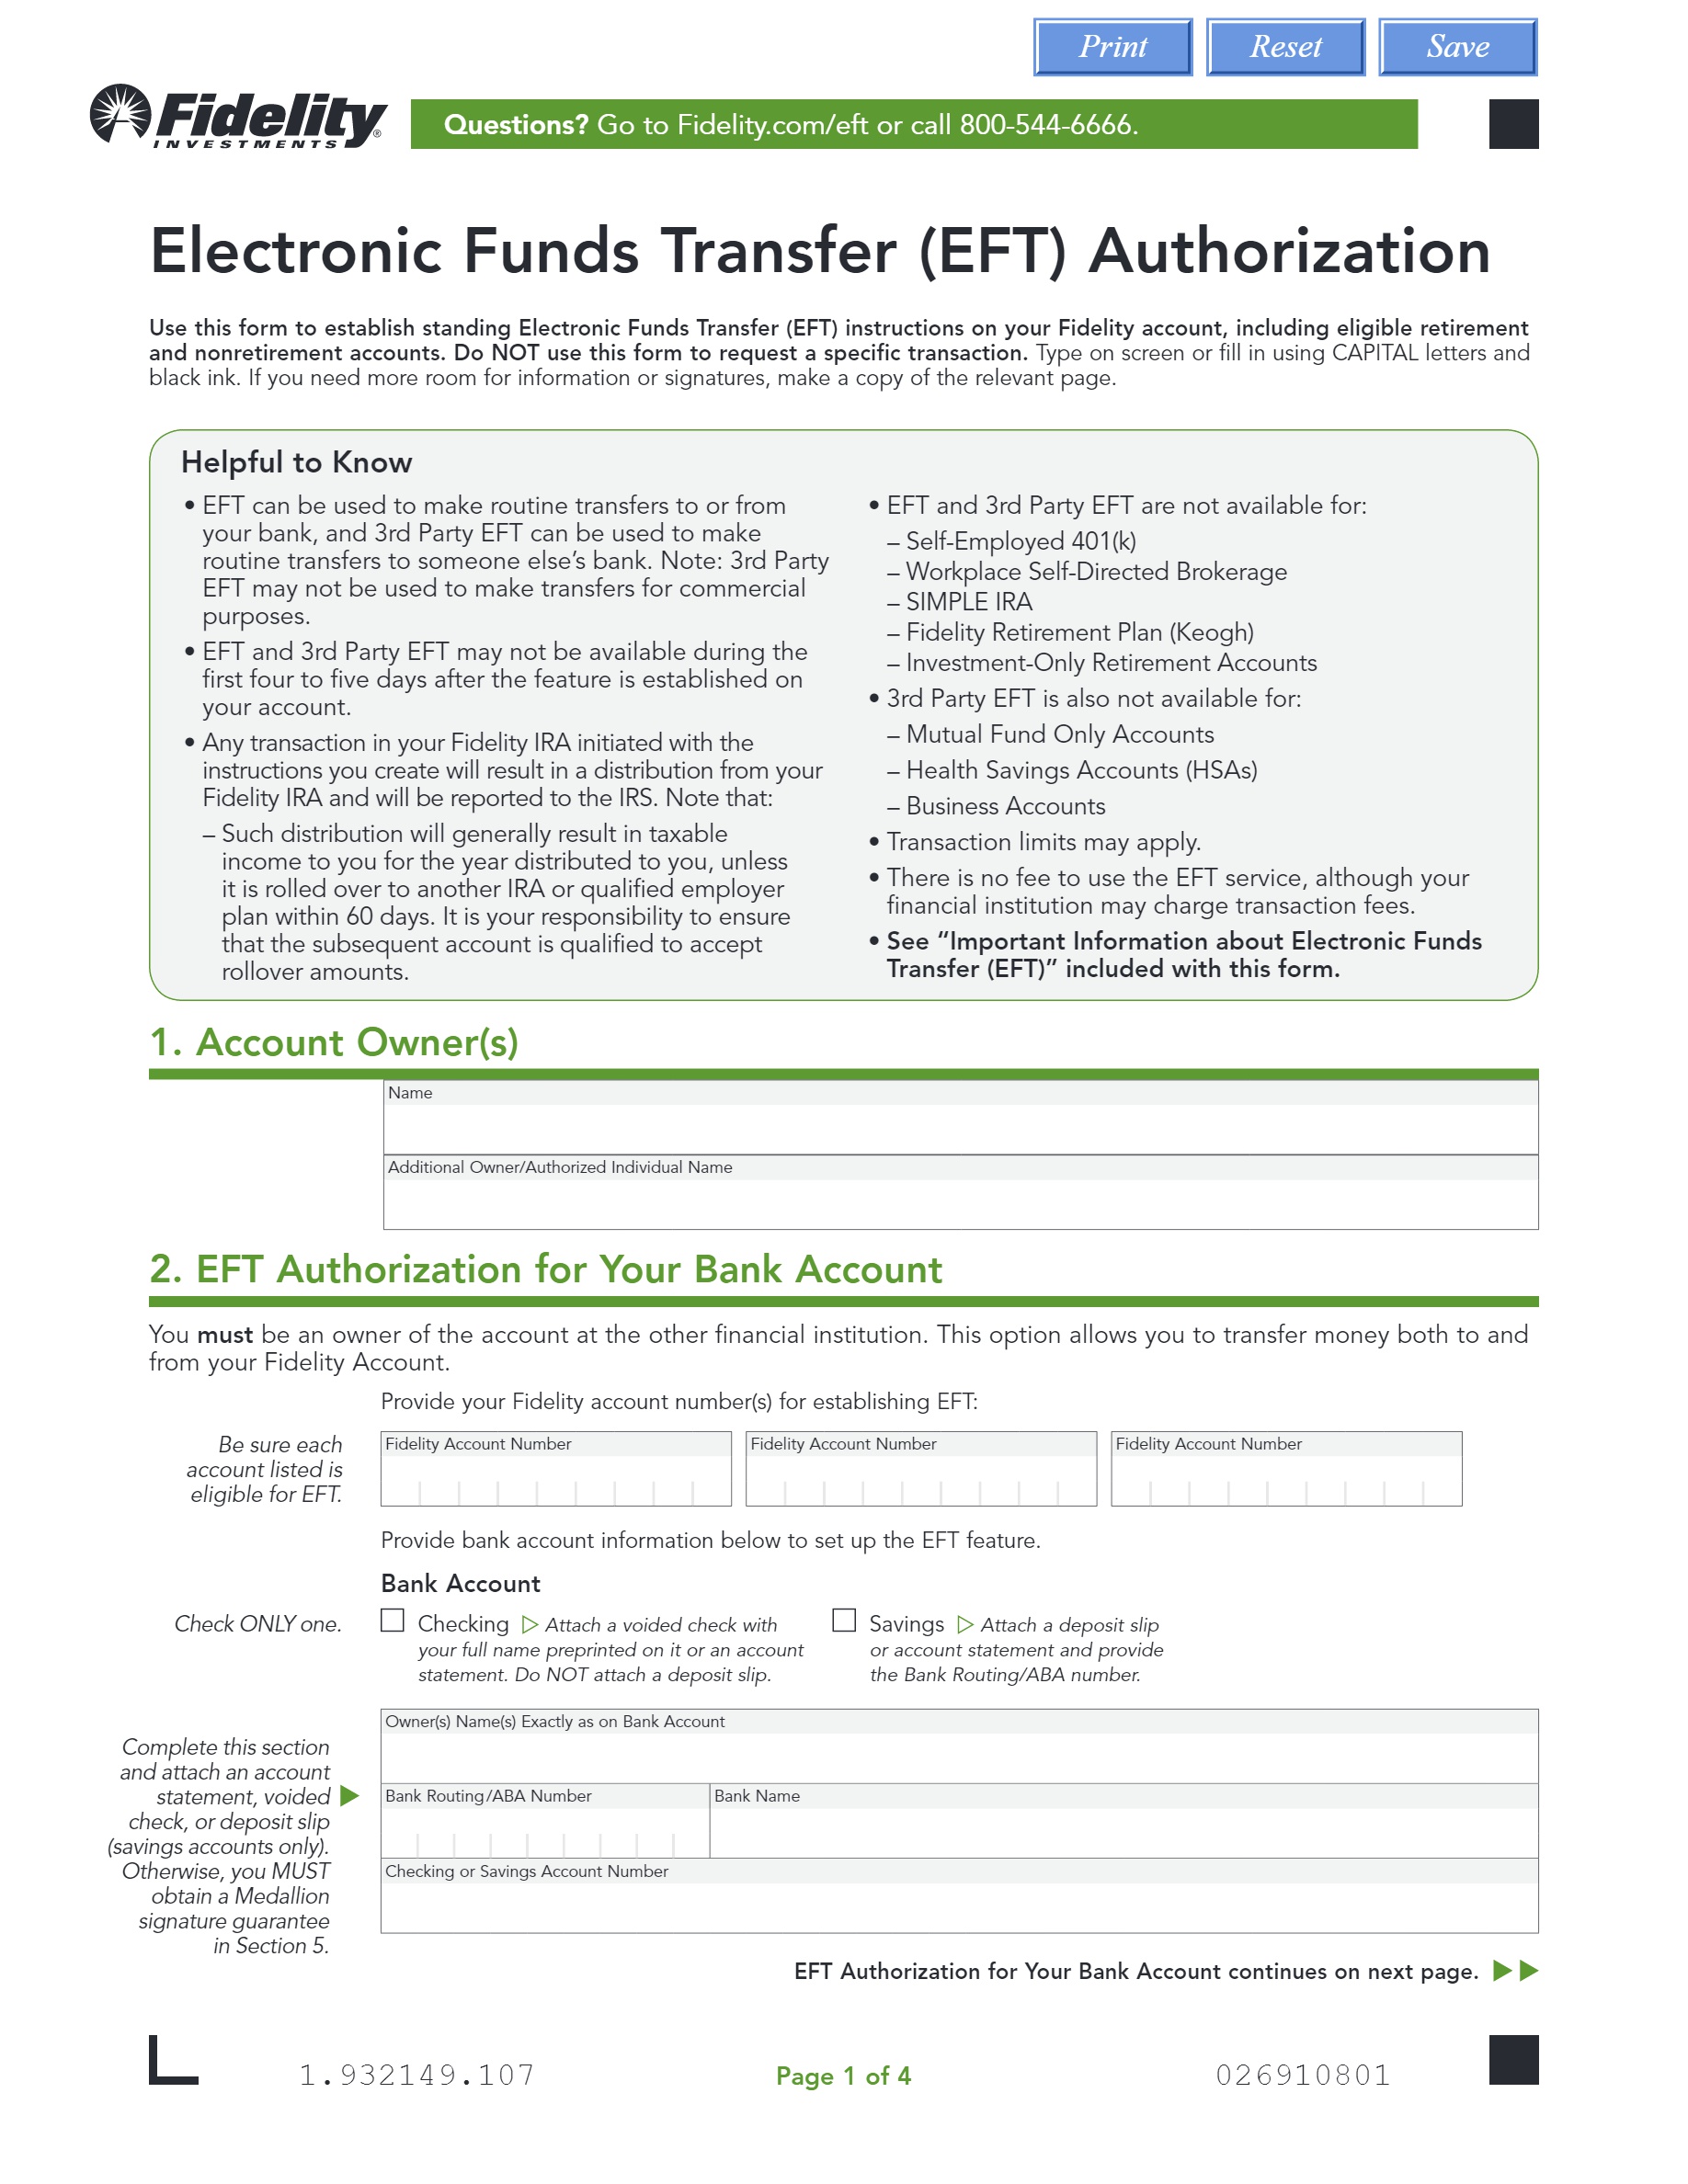 Print Reset Save
Fidelity
INVESTMENTS®
Questions? Go to Fidelity.com/eft or call 800-544-6666.
Electronic Funds Transfer (EFT) Authorization
Use this form to establish standing Electronic Funds Transfer (EFT) instructions on your Fidelity account, including eligible retirement
and nonretirement accounts. Do NOT use this form to request a specific transaction. Type on screen or fill in using CAPITAL letters and
black ink. If you need more room for information or signatures, make a copy of the relevant page.
Helpful to Know
• EFT can be used to make routine transfers to or from
your bank, and 3rd Party EFT can be used to make
routine transfers to someone else’s bank. Note: 3rd Party
EFT may not be used to make transfers for commercial
purposes.
• EFT and 3rd Party EFT may not be available during the
first four to five days after the feature is established on
your account.
• Any transaction in your Fidelity IRA initiated with the
instructions you create will result in a distribution from your
Fidelity IRA and will be reported to the IRS. Note that:
– Such distribution will generally result in taxable
income to you for the year distributed to you, unless
it is rolled over to another IRA or qualified employer
plan within 60 days. It is your responsibility to ensure
that the subsequent account is qualified to accept
rollover amounts.
• EFT and 3rd Party EFT are not available for:
– Self-Employed 401(k)
– Workplace Self-Directed Brokerage
– SIMPLE IRA
– Fidelity Retirement Plan (Keogh)
– Investment-Only Retirement Accounts
• 3rd Party EFT is also not available for:
– Mutual Fund Only Accounts
– Health Savings Accounts (HSAs)
– Business Accounts
• Transaction limits may apply.
• There is no fee to use the EFT service, although your
financial institution may charge transaction fees.
• See “Important Information about Electronic Funds
Transfer (EFT)” included with this form.
1. Account Owner(s)
Name
Additional Owner/Authorized Individual Name
2. EFT Authorization for Your Bank Account
You must be an owner of the account at the other financial institution. This option allows you to transfer money both to and
from your Fidelity Account.
Provide your Fidelity account number(s) for establishing EFT:
Be sure each
account listed is
eligible for EFT.
Fidelity Account Number Fidelity Account Number Fidelity Account Number
Provide bank account information below to set up the EFT feature.
Bank Account
Check ONLY one.
Checking Attach a voided check with
your full name preprinted on it or an account
statement. Do NOT attach a deposit slip.
Savings Attach a deposit slip
or account statement and provide
the Bank Routing/ABA number.
Complete this section
and attach an account
statement, voided
check, or deposit slip
(savings accounts only).
Otherwise, you MUST
obtain a Medallion
signature guarantee
in Section 5.
Owner(s) Name(s) Exactly as on Bank Account
Bank Routing/ABA Number Bank Name
Checking or Savings Account Number
EFT Authorization for Your Bank Account continues on next page.
1.932149.107 Page 1 of 4 026910801